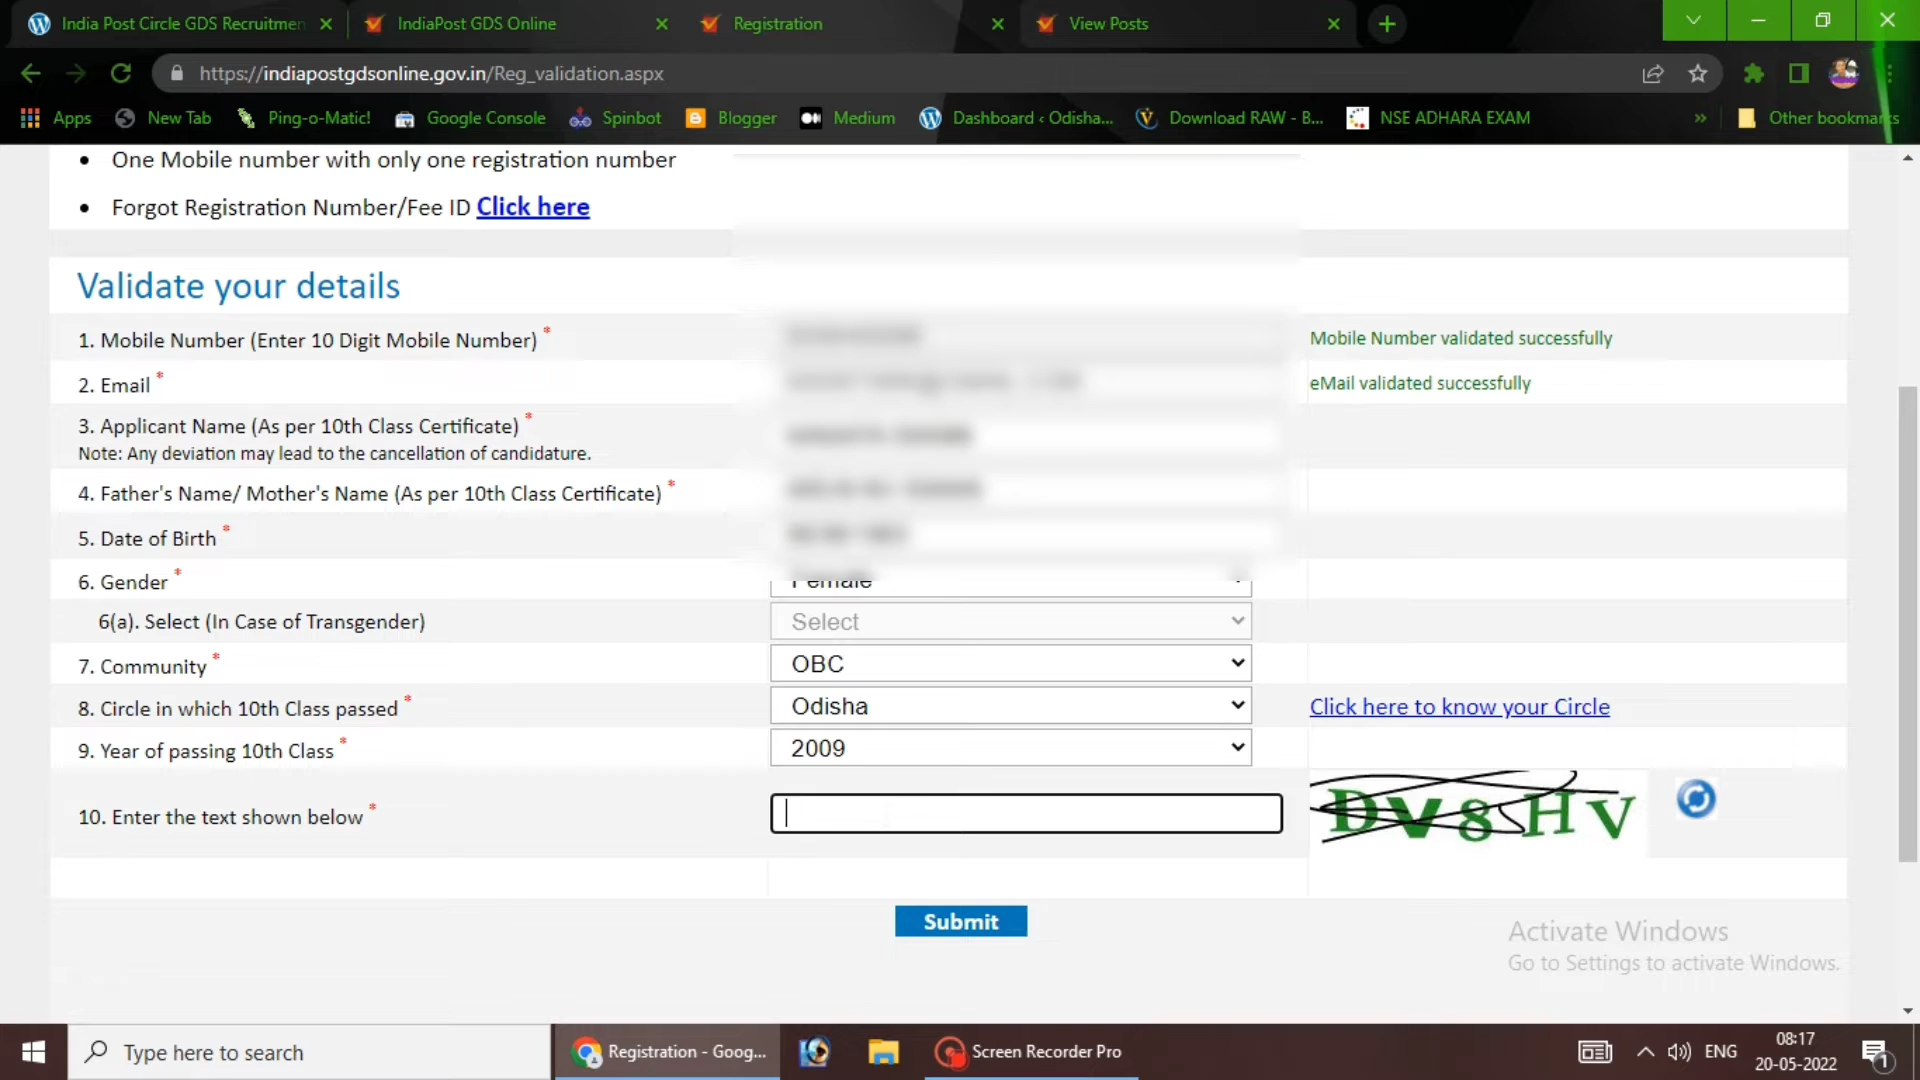 India Post Circle GDS Recruitmen
IndiaPost GDS Online
Registration
View Posts
https://indiapostgdsonline.gov.in/Reg_validation.aspx
Apps
New Tab
Ping-o-Matic!
Google Console
Spinbot
Blogger
Medium
Dashboard ‹ Odisha...
Download RAW - B...
NSE ADHARA EXAM
»
Other bookmarks
• One Mobile number with only one registration number
• Forgot Registration Number/Fee ID Click here
Validate your details
1. Mobile Number (Enter 10 Digit Mobile Number) *
Mobile Number validated successfully
2. Email *
eMail validated successfully
3. Applicant Name (As per 10th Class Certificate) *
Note: Any deviation may lead to the cancellation of candidature.
4. Father's Name/ Mother's Name (As per 10th Class Certificate) *
5. Date of Birth *
6. Gender *
Female
6(a). Select (In Case of Transgender)
Select
7. Community *
OBC
8. Circle in which 10th Class passed *
Odisha
Click here to know your Circle
9. Year of passing 10th Class *
2009
10. Enter the text shown below *
DV8HV
Submit
Activate Windows
Go to Settings to activate Windows.
Type here to search
Registration - Goog...
Screen Recorder Pro
ENG
08:17
20-05-2022
1